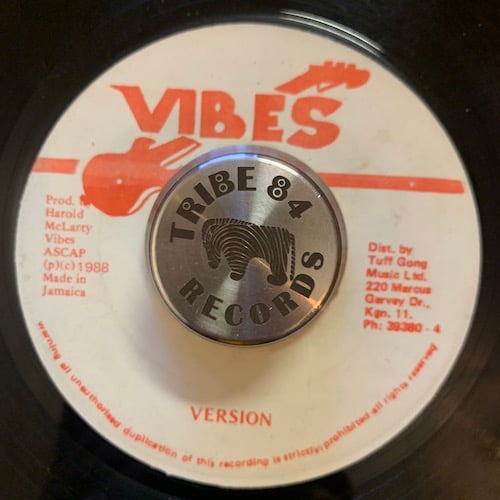 VIBES
TRIBE 84
RECORDS
Prod.
Harold
McLarty
Vibes
ASCAP
(p)(c) 1988
Made in
Jamaica
Dist. by
Tuff Gong
Music Ltd.
220 Marcus
Garvey Dr.,
Kgn. 11.
Ph: 39380 - 4
VERSION
warning all unauthorised duplication of this recording is strictly; prohibited all rights reserved